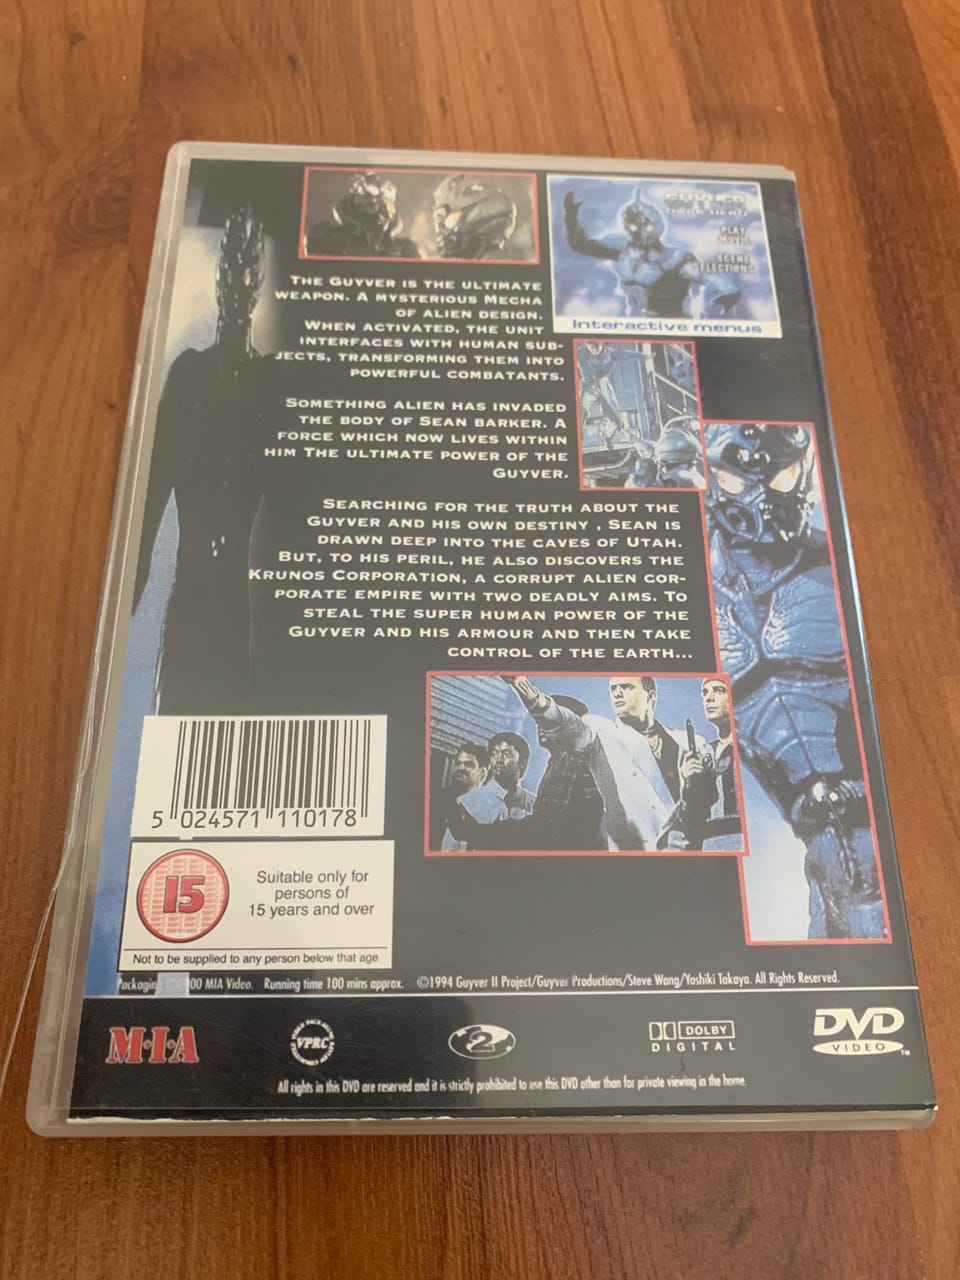 PLAY
MOVIE
SCENE
SELECTIONS
Interactive menus
THE GUYVER IS THE ULTIMATE
WEAPON. A MYSTERIOUS MECHA
OF ALIEN DESIGN.
WHEN ACTIVATED, THE UNIT
INTERFACES WITH HUMAN SUB-
JECTS, TRANSFORMING THEM INTO
POWERFUL COMBATANTS.
SOMETHING ALIEN HAS INVADED
THE BODY OF SEAN BARKER. A
FORCE WHICH NOW LIVES WITHIN
HIM THE ULTIMATE POWER OF THE
GUYVER.
SEARCHING FOR THE TRUTH ABOUT THE
GUYVER AND HIS OWN DESTINY , SEAN IS
DRAWN DEEP INTO THE CAVES OF UTAH.
BUT, TO HIS PERIL, HE ALSO DISCOVERS THE
KRUNOS CORPORATION, A CORRUPT ALIEN COR-
PORATE EMPIRE WITH TWO DEADLY AIMS. TO
STEAL THE SUPER HUMAN POWER OF THE
GUYVER AND HIS ARMOUR AND THEN TAKE
CONTROL OF THE EARTH...
5 024571 110178
15
Suitable only for
persons of
15 years and over
Not to be supplied to any person below that age
Packaging MIA Video. Running time 100 mins approx. ©1994 Guyver II Project/Guyver Productions/Steve Wang/Yoshiki Takaya. All Rights Reserved.
M·I·A
VPRC
2
DOLBY
DIGITAL
DVD
VIDEO™
All rights in this DVD are reserved and it is strictly prohibited to use this DVD other than for private viewing in the home.